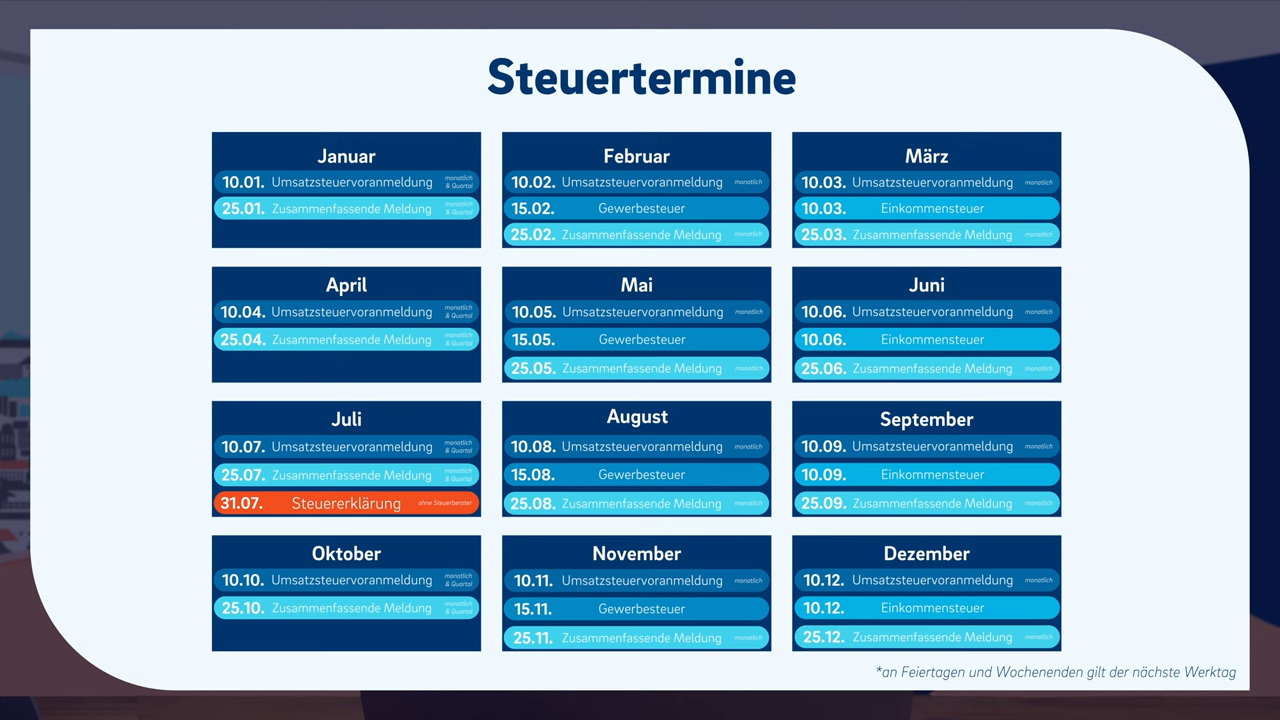 Steuertermine
Januar
10.01. Umsatzsteuervoranmeldung monatlich & Quartal
25.01. Zusammenfassende Meldung monatlich & Quartal
Februar
10.02. Umsatzsteuervoranmeldung monatlich
15.02. Gewerbesteuer
25.02. Zusammenfassende Meldung monatlich
März
10.03. Umsatzsteuervoranmeldung monatlich
10.03. Einkommensteuer
25.03. Zusammenfassende Meldung monatlich
April
10.04. Umsatzsteuervoranmeldung monatlich & Quartal
25.04. Zusammenfassende Meldung monatlich & Quartal
Mai
10.05. Umsatzsteuervoranmeldung monatlich
15.05. Gewerbesteuer
25.05. Zusammenfassende Meldung monatlich
Juni
10.06. Umsatzsteuervoranmeldung monatlich
10.06. Einkommensteuer
25.06. Zusammenfassende Meldung monatlich
Juli
10.07. Umsatzsteuervoranmeldung monatlich & Quartal
25.07. Zusammenfassende Meldung monatlich & Quartal
31.07. Steuererklärung ohne Steuerberater
August
10.08. Umsatzsteuervoranmeldung monatlich
15.08. Gewerbesteuer
25.08. Zusammenfassende Meldung monatlich
September
10.09. Umsatzsteuervoranmeldung monatlich
10.09. Einkommensteuer
25.09. Zusammenfassende Meldung monatlich
Oktober
10.10. Umsatzsteuervoranmeldung monatlich & Quartal
25.10. Zusammenfassende Meldung monatlich & Quartal
November
10.11. Umsatzsteuervoranmeldung monatlich
15.11. Gewerbesteuer
25.11. Zusammenfassende Meldung monatlich
Dezember
10.12. Umsatzsteuervoranmeldung monatlich
10.12. Einkommensteuer
25.12. Zusammenfassende Meldung monatlich
*an Feiertagen und Wochenenden gilt der nächste Werktag